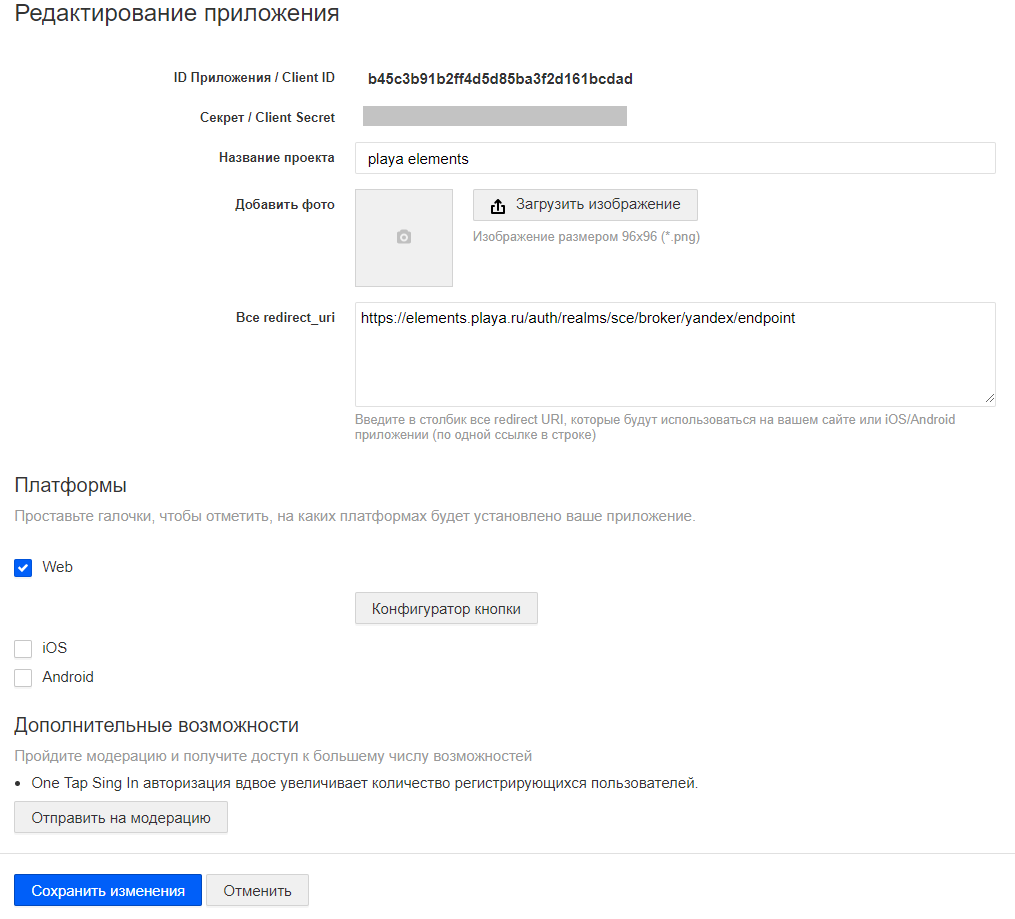 Редактирование приложения
ID Приложения / Client ID
b45c3b91b2ff4d5d85ba3f2d161bcdad
Секрет / Client Secret
Название проекта
playa elements
Добавить фото
Загрузить изображение
Изображение размером 96x96 (*.png)
Все redirect_uri
https://elements.playa.ru/auth/realms/sce/broker/yandex/endpoint
Введите в столбик все redirect URI, которые будут использоваться на вашем сайте или iOS/Android
приложении (по одной ссылке в строке)
Платформы
Проставьте галочки, чтобы отметить, на каких платформах будет установлено ваше приложение.
Web
Конфигуратор кнопки
iOS
Android
Дополнительные возможности
Пройдите модерацию и получите доступ к большему числу возможностей
• One Tap Sing In авторизация вдвое увеличивает количество регистрирующихся пользователей.
Отправить на модерацию
Сохранить изменения
Отменить